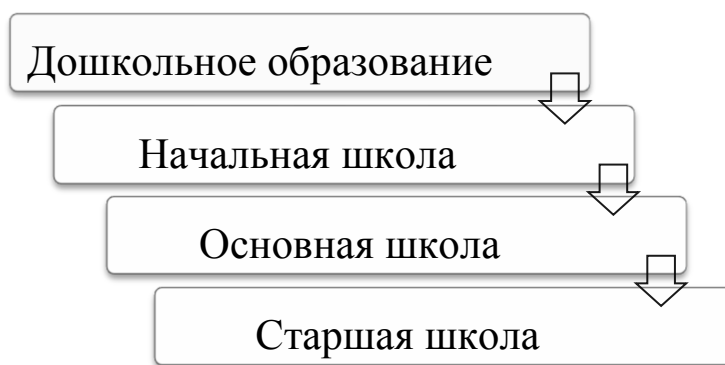 Дошкольное образование
Начальная школа
Основная школа
Старшая школа